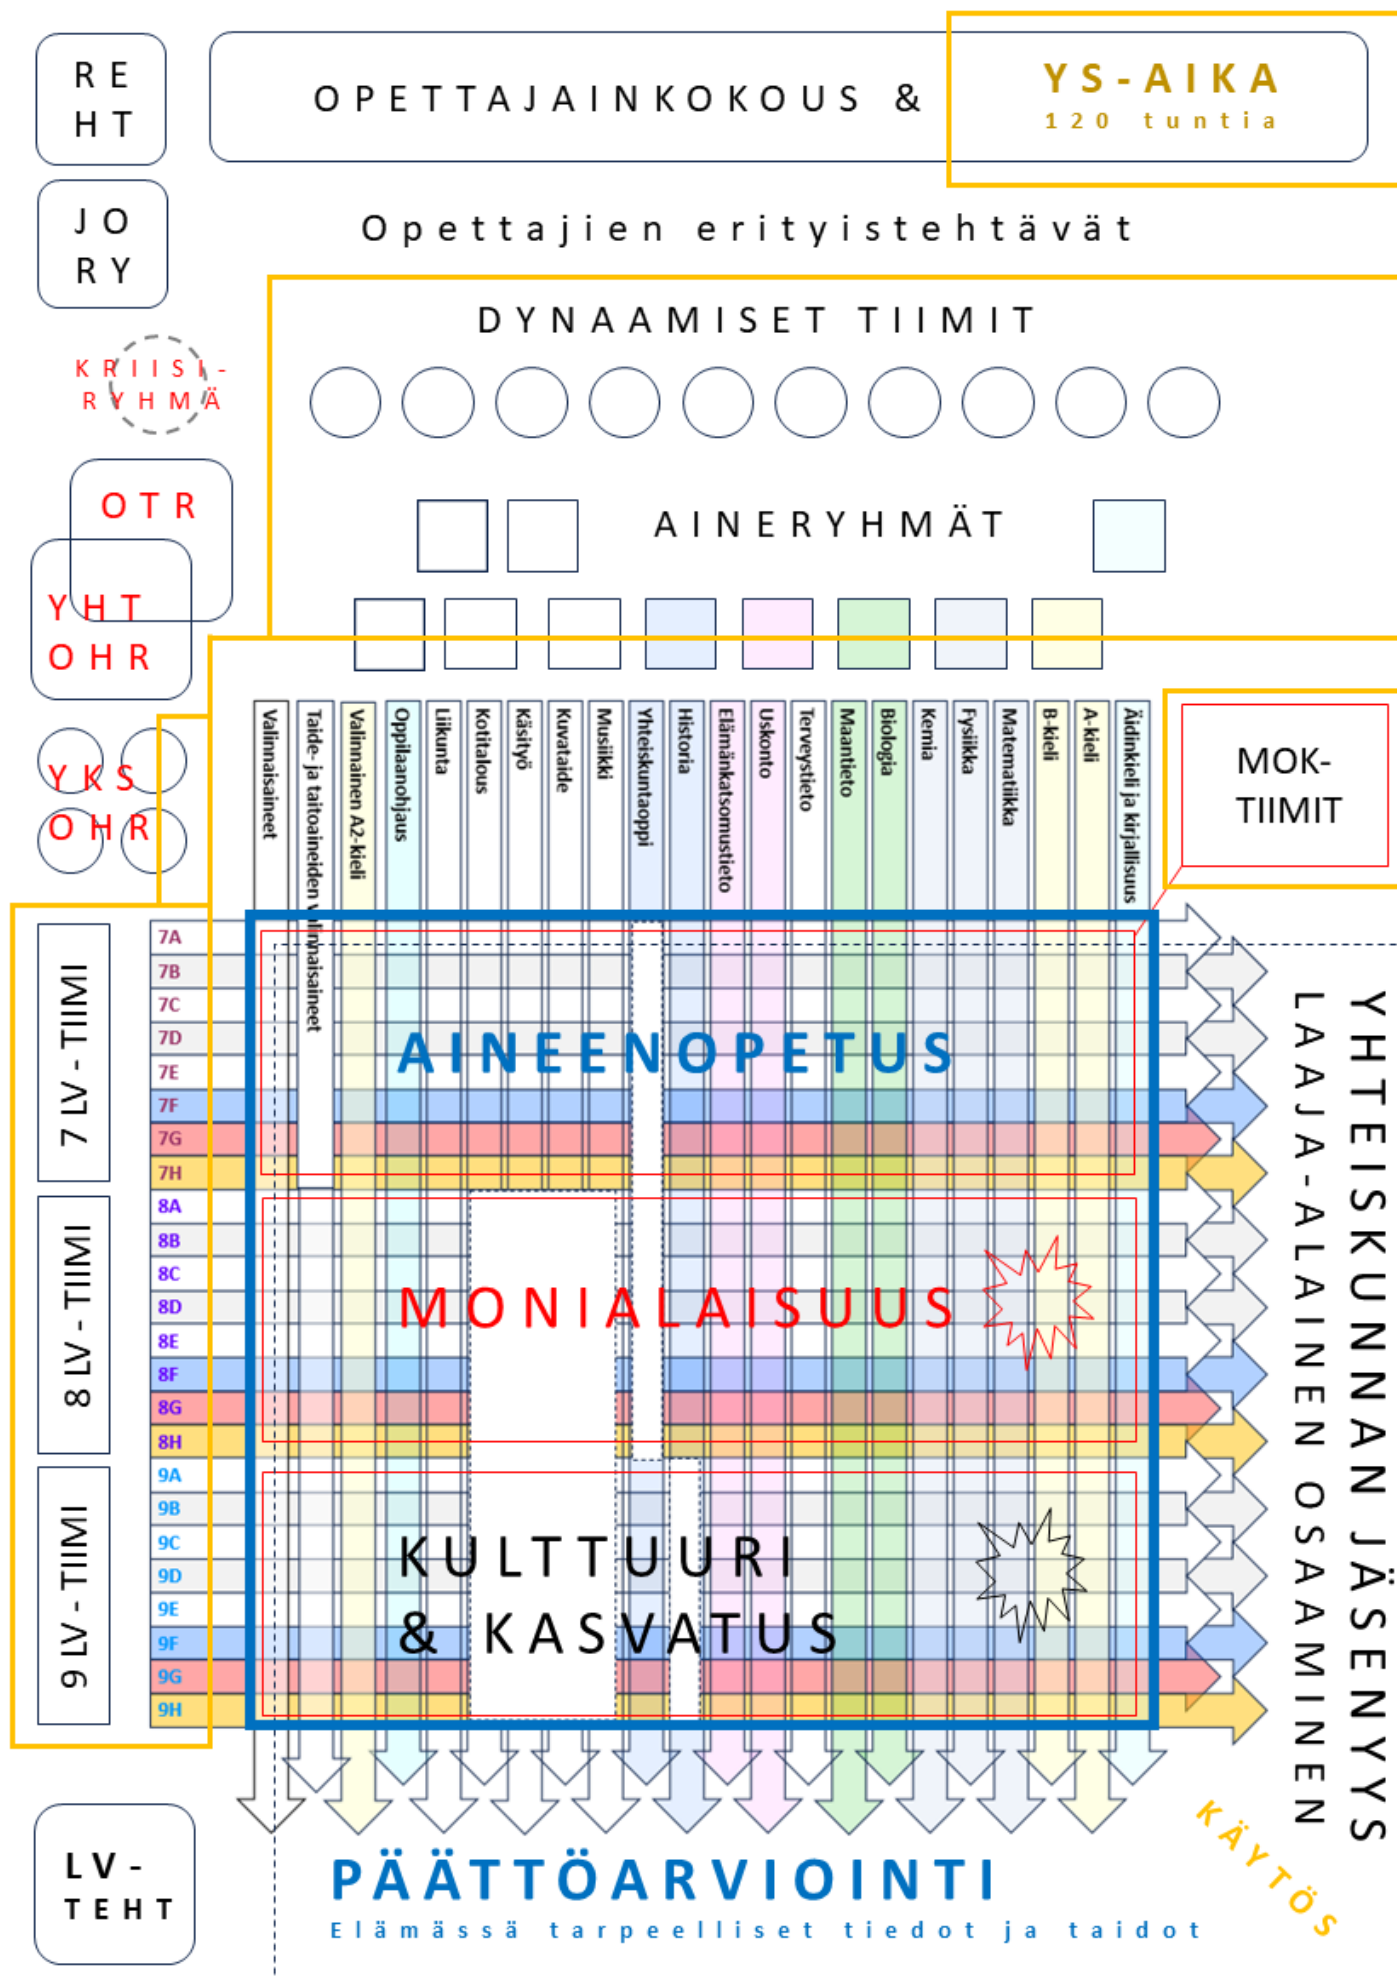 RE
HT
OPETTAJAINKOKOUS &
YS-AIKA
120 tuntia
JO
RY
Opettajien erityistehtävät
KRIISI-
RYHMÄ
DYNAAMISET TIIMIT
OTR
AINERYHMÄT
YHT
OHR
YKS
OHR
Valinnaisaineet
Taide- ja taitoaineiden valinnaisaineet
Valinnainen A2-kieli
Oppilaanohjaus
Liikunta
Kotitalous
Käsityö
Kuvataide
Musiikki
Yhteiskuntaoppi
Historia
Elämänkatsomustieto
Uskonto
Terveystieto
Maantieto
Biologia
Kemia
Fysiikka
Matematiikka
B-kieli
A-kieli
Äidinkieli ja kirjallisuus
MOK-
TIIMIT
7 LV - TIIMI
7A
7B
7C
7D
7E
7F
7G
7H
AINEENOPETUS
8 LV - TIIMI
8A
8B
8C
8D
8E
8F
8G
8H
MONIALAISUUS
9 LV - TIIMI
9A
9B
9C
9D
9E
9F
9G
9H
KULTTUURI
& KASVATUS
YHTEISKUNNAN JÄSENYYS
LAAJA-ALAINEN OSAAMINEN
KÄYTÖS
LV-
TEHT
PÄÄTTÖARVIOINTI
Elämässä tarpeelliset tiedot ja taidot